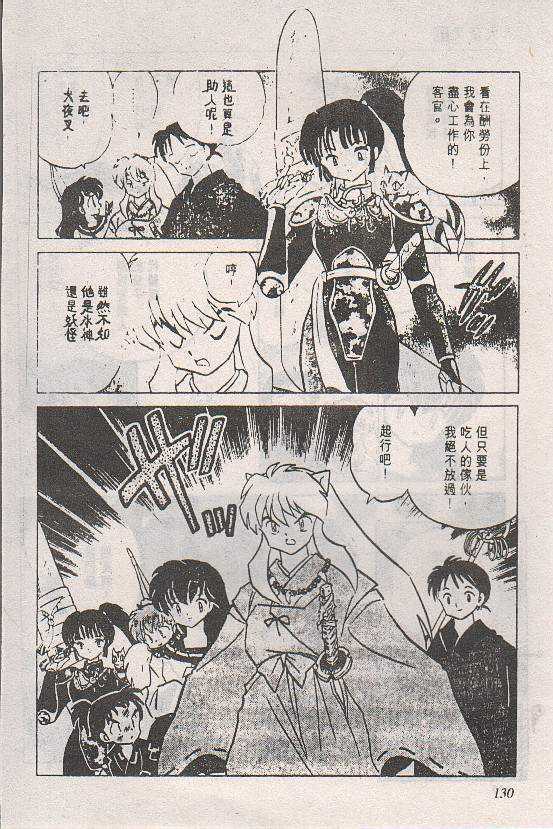 看在酬勞份上，
我會為你
盡心工作的！
客官。
這也算是
助人呢！
去吧，
犬夜叉，
哼，
雖然不知
他是水神
還是妖怪
但只要是
吃人的傢伙，
我絕不放過！
起行吧！
130